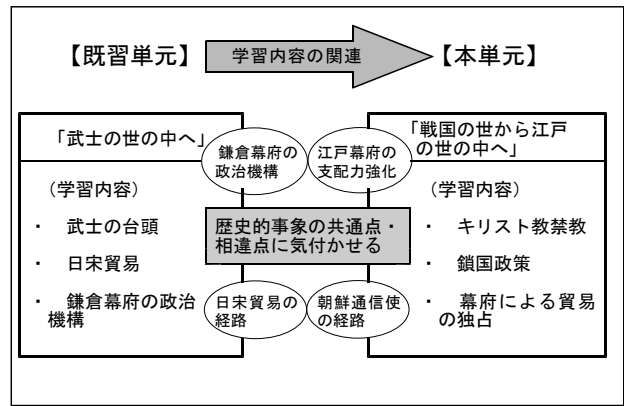 【既習単元】
学習内容の関連
【本単元】
「武士の世の中へ」
（学習内容）
・ 武士の台頭
・ 日宋貿易
・ 鎌倉幕府の政治
機構
鎌倉幕府の
政治機構
江戸幕府の
支配力強化
歴史的事象の共通点・
相違点に気付かせる
日宋貿易の
経路
朝鮮通信使
の経路
「戦国の世から江戸
の世の中へ」
（学習内容）
・ キリスト教禁教
・ 鎖国政策
・ 幕府による貿易
の独占